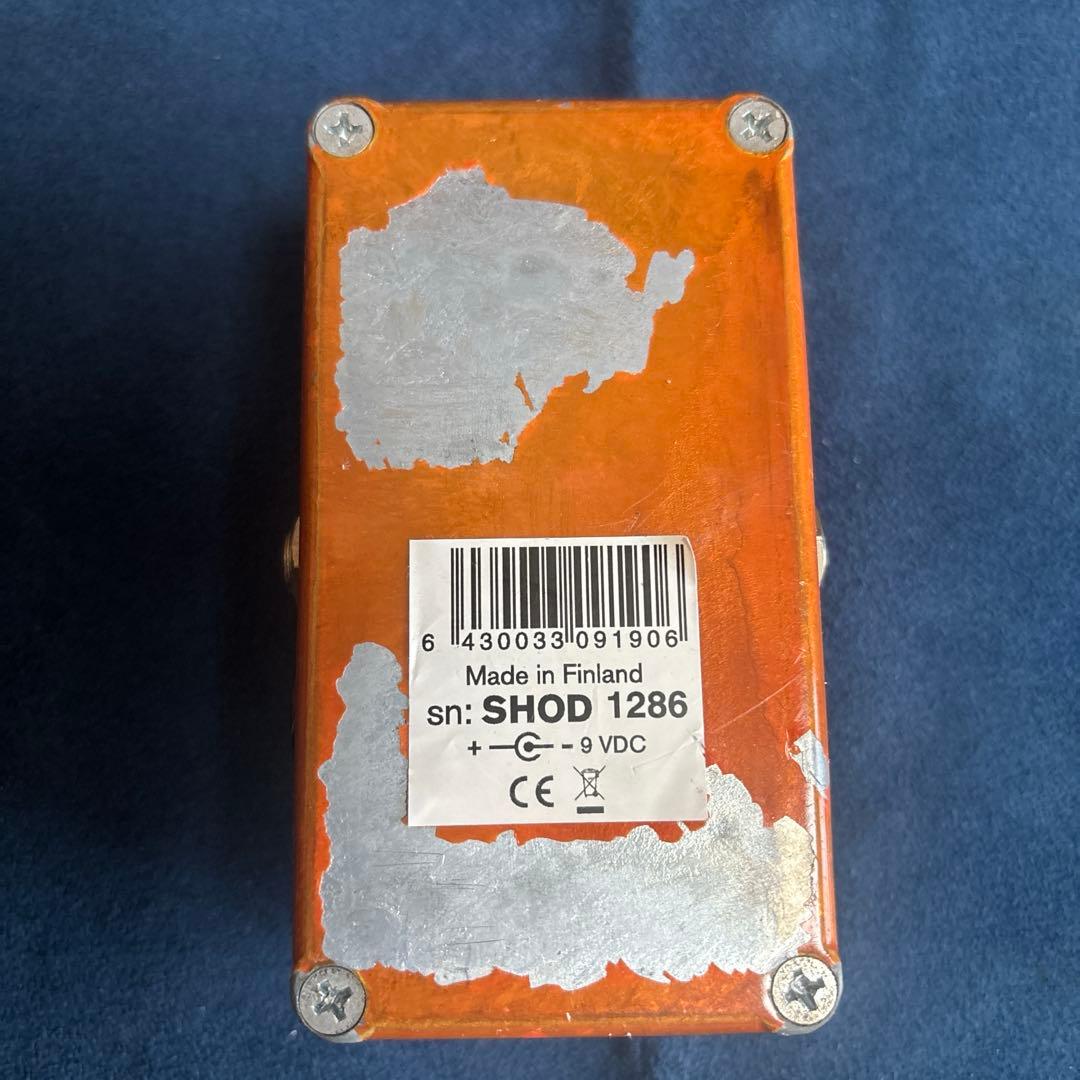 6 430033 091906
Made in Finland
sn: SHOD 1286
+ - 9 VDC
CE